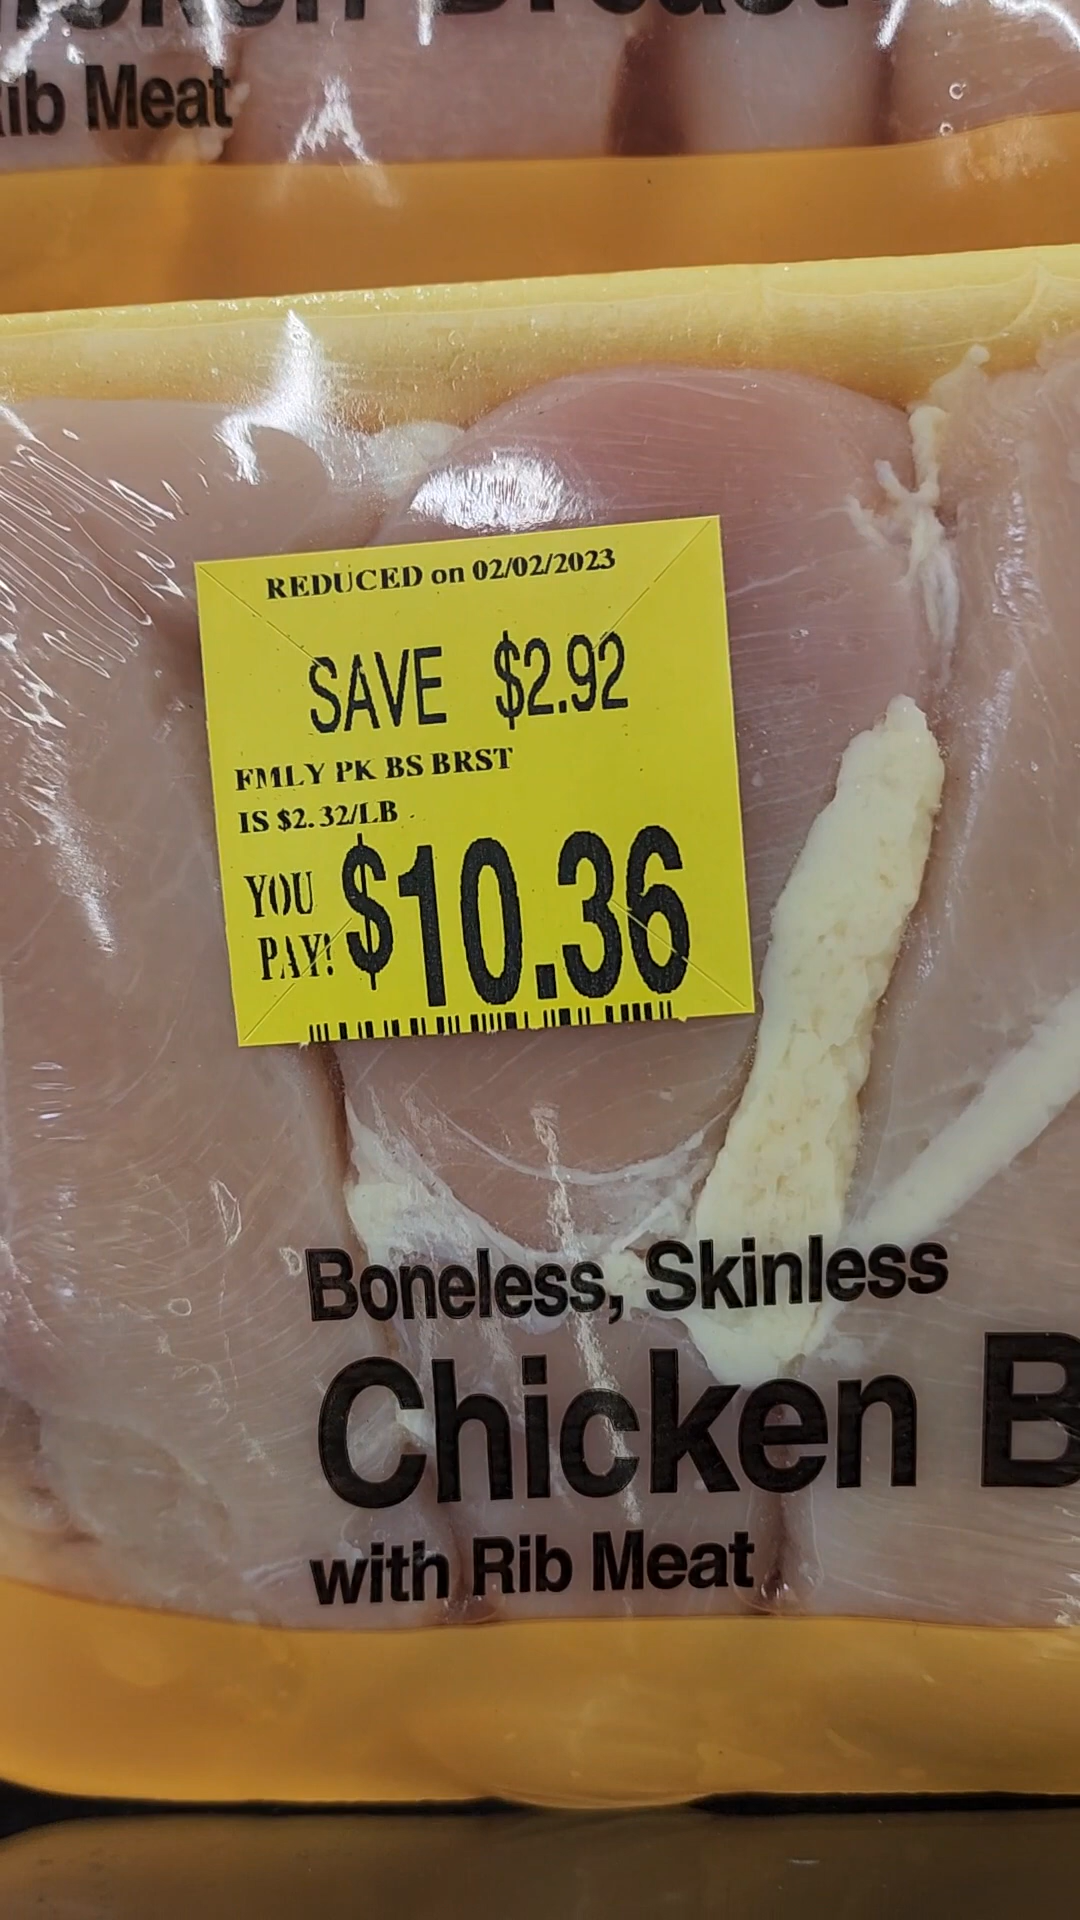 Rib Meat
REDUCED on 02/02/2023
SAVE $2.92
FMLY PK BS BRST
IS $2.32/LB
YOU
PAY!
$10.36
Boneless, Skinless
Chicken B
with Rib Meat